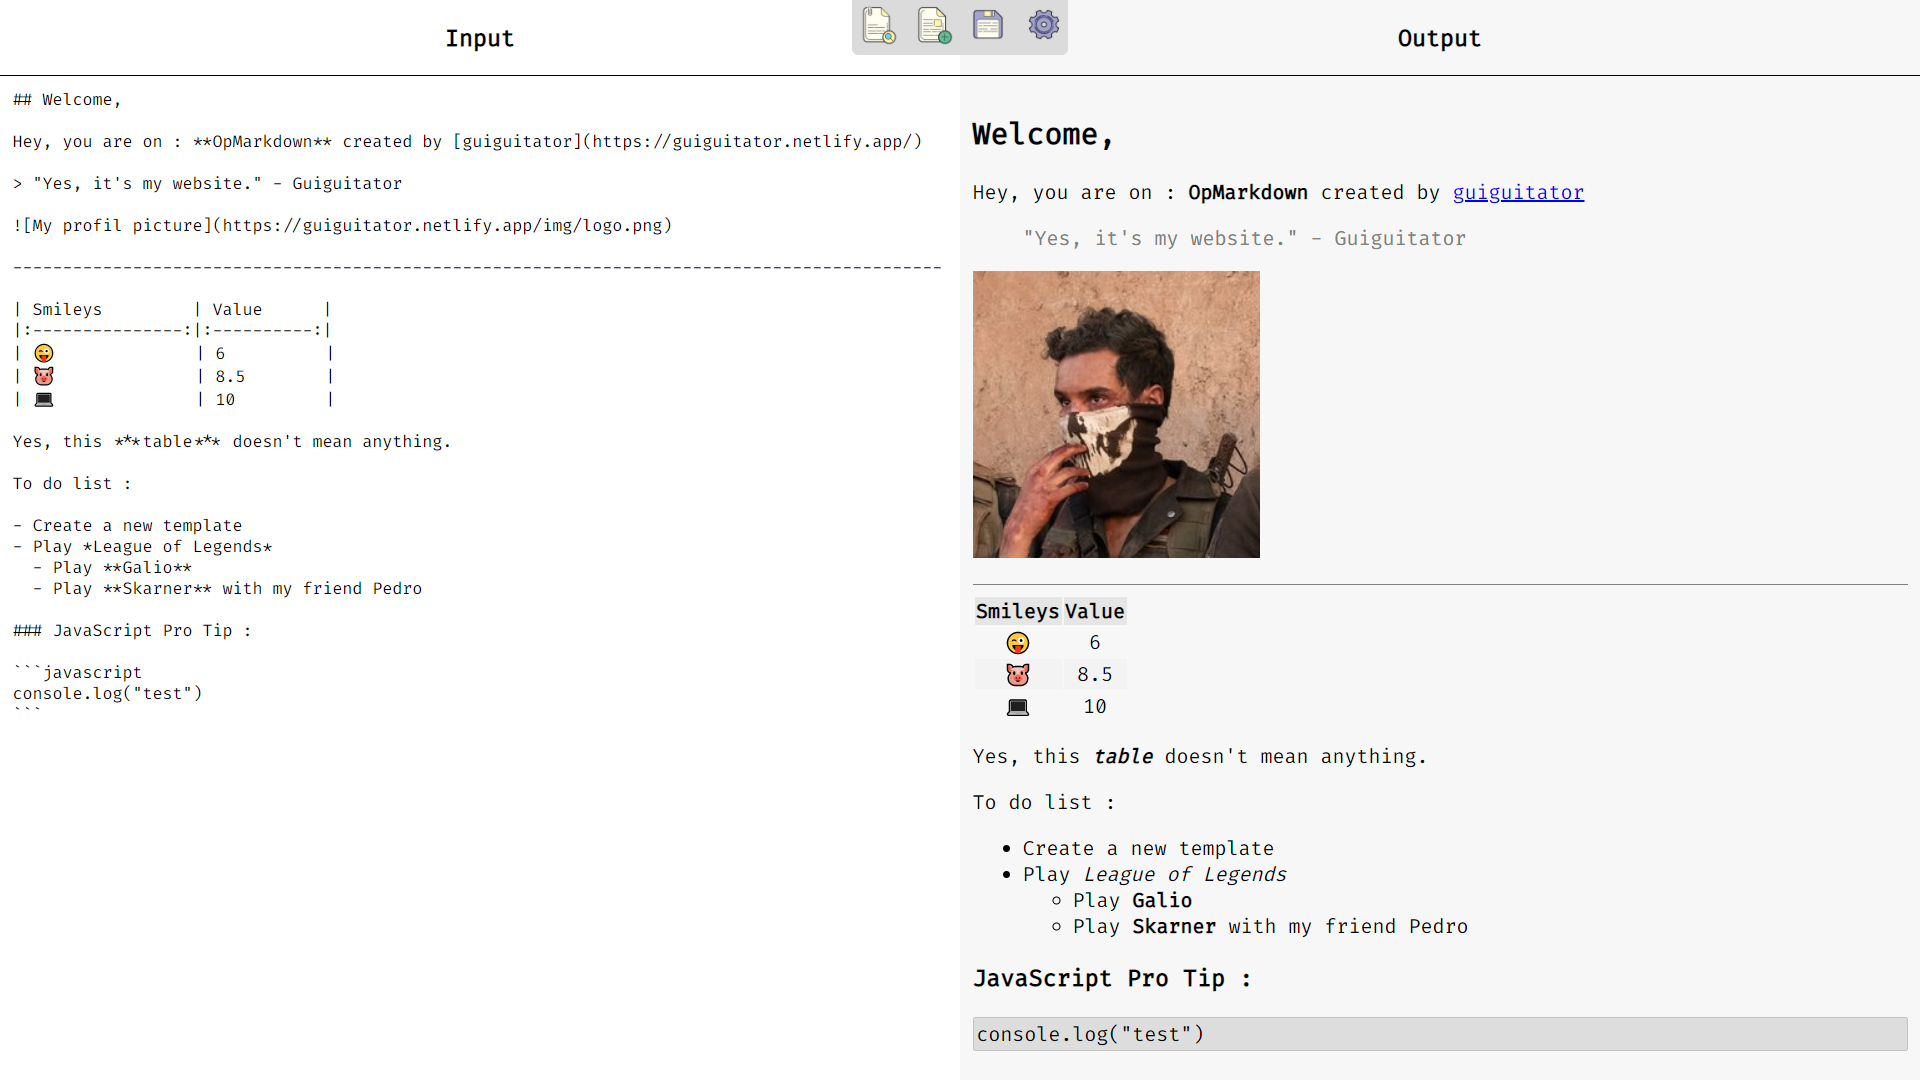 Input
## Welcome,
Hey, you are on : **OpMarkdown** created by [guiguitator](https://guiguitator.netlify.app/)
> "Yes, it's my website." - Guiguitator
![My profil picture](https://guiguitator.netlify.app/img/logo.png)
---------------------------------------------------------------------------------------------
| Smileys         | Value      |
|:---------------:|:----------:|
| 😜              | 6          |
| 🐷              | 8.5        |
| 💻              | 10         |
Yes, this ***table*** doesn't mean anything.
To do list :
- Create a new template
- Play *League of Legends*
  - Play **Galio**
  - Play **Skarner** with my friend Pedro
### JavaScript Pro Tip :
```javascript
console.log("test")
```
Output
Welcome,
Hey, you are on : OpMarkdown created by guiguitator
"Yes, it's my website." - Guiguitator
Smileys Value
😜 6
🐷 8.5
💻 10
Yes, this table doesn't mean anything.
To do list :
• Create a new template
• Play League of Legends
◦ Play Galio
◦ Play Skarner with my friend Pedro
JavaScript Pro Tip :
console.log("test")